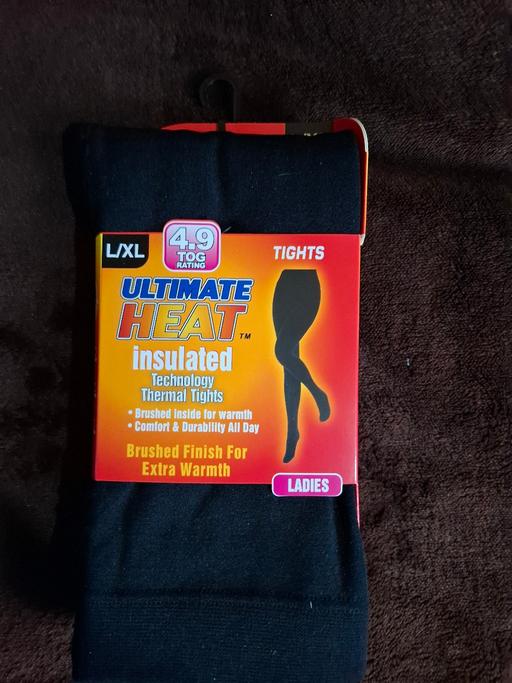 L/XL
4.9
TOG
RATING
TIGHTS
ULTIMATE
HEAT™
insulated
Technology
Thermal Tights
• Brushed inside for warmth
• Comfort & Durability All Day
Brushed Finish For
Extra Warmth
LADIES